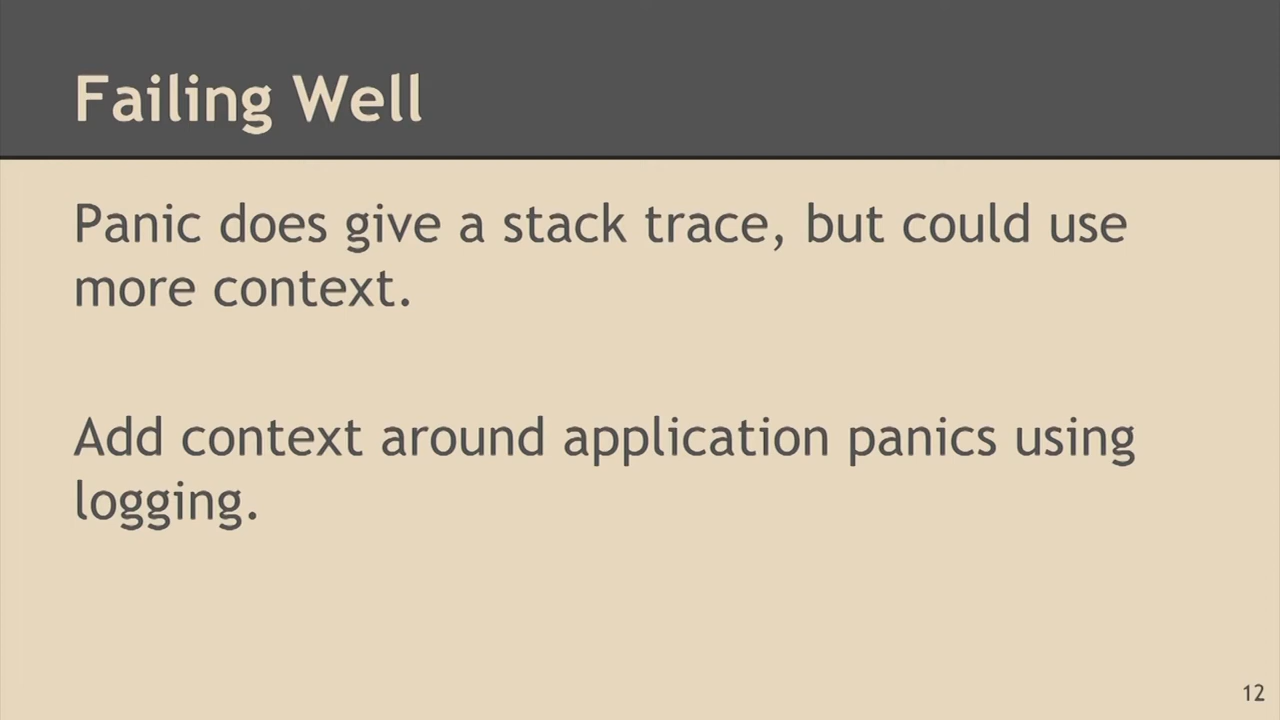 Failing Well
Panic does give a stack trace, but could use
more context.
Add context around application panics using
logging.
12